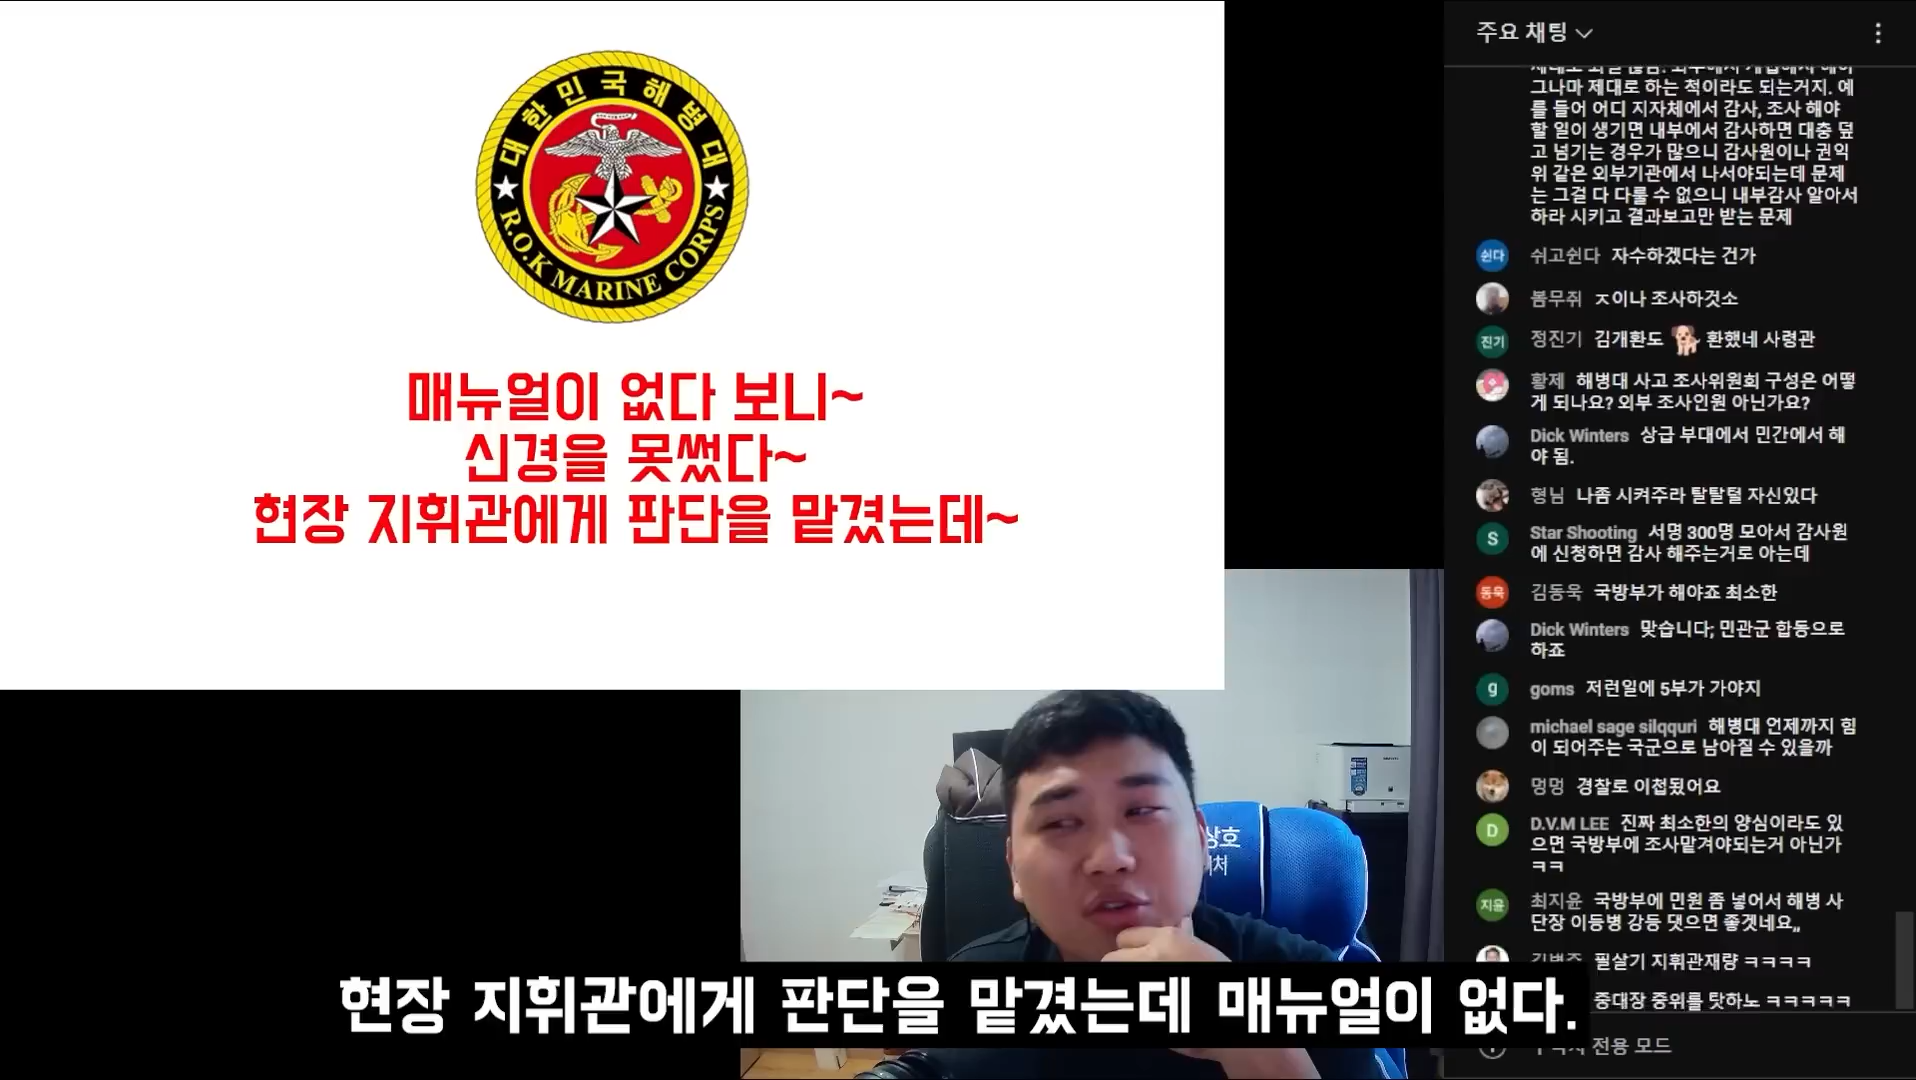 대한민국해병대
R.O.K MARINE CORPS
매뉴얼이 없다 보니~
신경을 못썼다~
현장 지휘관에게 판단을 맡겼는데~
상호
현장 지휘관에게 판단을 맡겼는데 매뉴얼이 없다.
주요 채팅
그나마 제대로 하는 척이라도 되는거지. 예
를 들어 어디 지자체에서 감사, 조사 해야
할 일이 생기면 내부에서 감사하면 대충 덮
고 넘기는 경우가 많으니 감사원이나 권익
위 같은 외부기관에서 나서야되는데 문제
는 그걸 다 다룰 수 없으니 내부감사 알아서
하라 시키고 결과보고만 받는 문제
쉰다 쉬고쉰다 자수하겠다는 건가
봄무쥐 ㅈ이나 조사하것소
진기 정진기 김개환도 환했네 사령관
황제 해병대 사고 조사위원회 구성은 어떻
게 되나요? 외부 조사인원 아닌가요?
Dick Winters 상급 부대에서 민간에서 해
야 됨.
형님 나좀 시켜주라 탈탈털 자신있다
S Star Shooting 서명 300명 모아서 감사원
에 신청하면 감사 해주는거로 아는데
동욱 김동욱 국방부가 해야죠 최소한
Dick Winters 맞습니다; 민관군 합동으로
하죠
g goms 저런일에 5부가 가야지
michael sage silqquri 해병대 언제까지 힘
이 되어주는 국군으로 남아질 수 있을까
멍멍 경찰로 이첩됬어요
D D.V.M LEE 진짜 최소한의 양심이라도 있
으면 국방부에 조사맡겨야되는거 아닌가
ㅋㅋ
지윤 최지윤 국방부에 민원 좀 넣어서 해병 사
단장 이등병 강등 댓으면 좋겟네요,,
필살기 지휘관재량 ㅋㅋㅋㅋ
중대장 중위를 탓하노 ㅋㅋㅋㅋㅋ
전용 모드